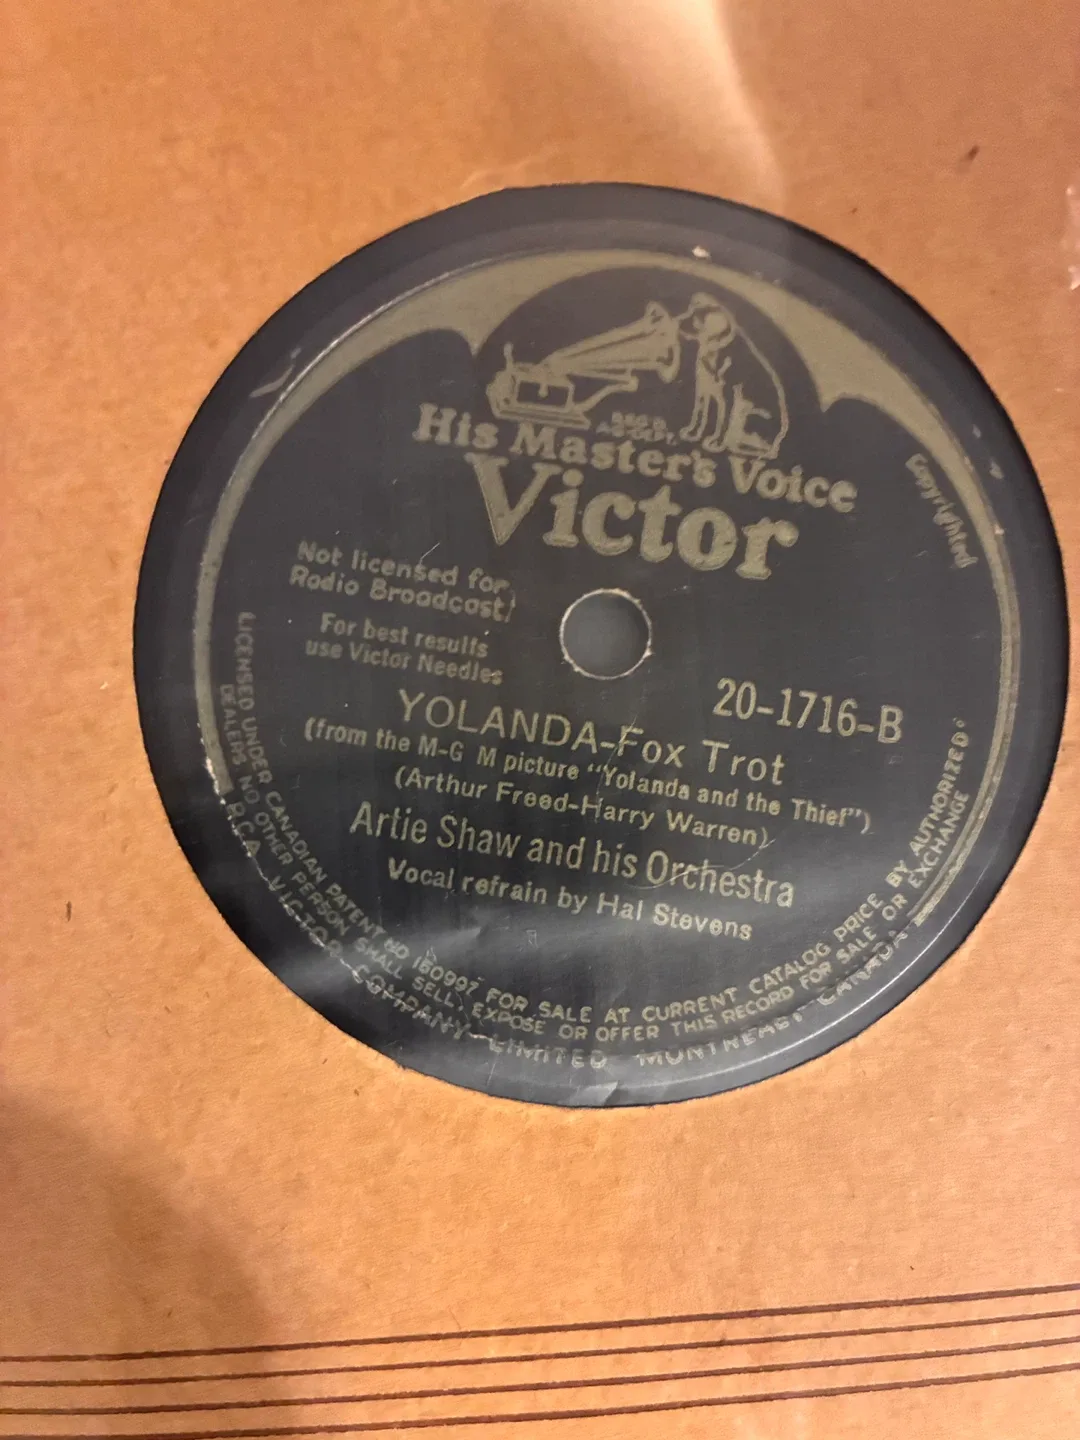 His Master's Voice
Victor
Copyrighted
Not licensed for
Radio Broadcast
For best results
use Victor Needles
20-1716-B
YOLANDA-Fox Trot
(from the M-G M picture "Yolanda and the Thief")
(Arthur Freed-Harry Warren)
Artie Shaw and his Orchestra
Vocal refrain by Hal Stevens
LICENSED UNDER CANADIAN PATENT NO 180997 FOR SALE AT CURRENT CATALOG PRICE BY AUTHORIZED
DEALERS NO OTHER PERSON SHALL SELL, EXPOSE OR OFFER THIS RECORD FOR SALE OR EXCHANGE
R.C.A. VICTOR COMPANY LIMITED MONTREAL CANADA